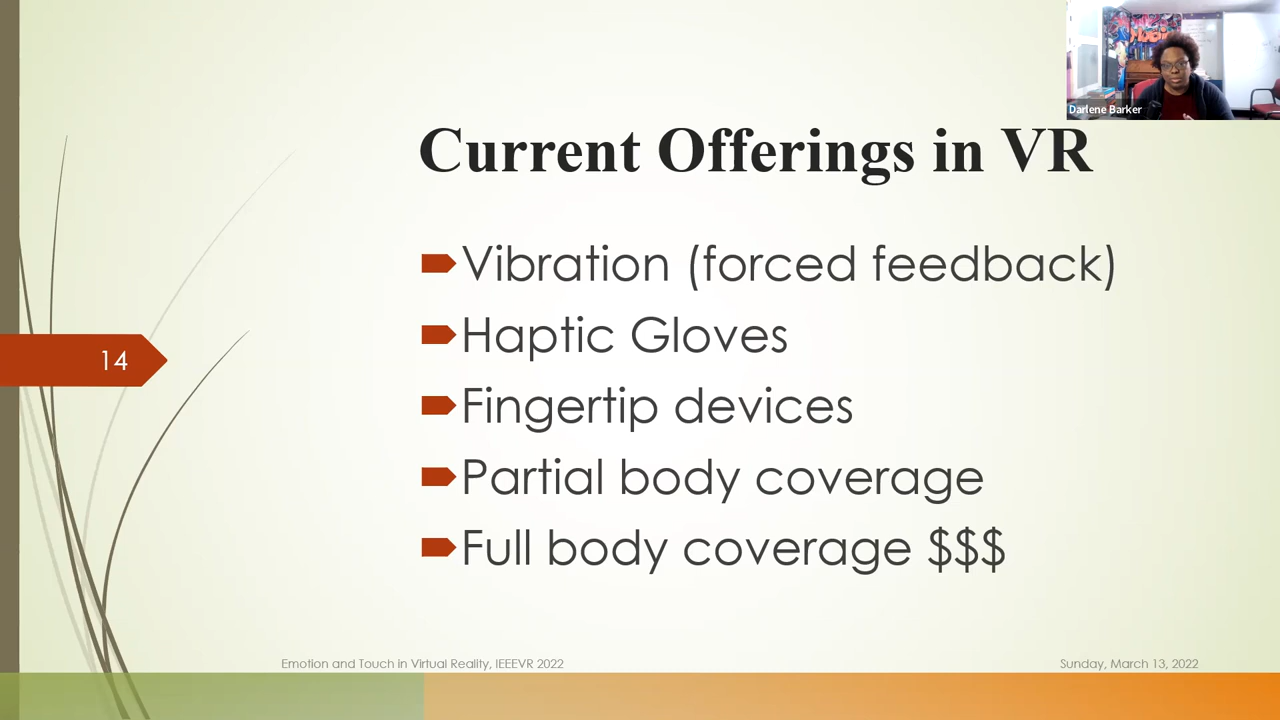 Darlene Barker
Current Offerings in VR
Vibration (forced feedback)
Haptic Gloves
Fingertip devices
Partial body coverage
Full body coverage $$$
14
Emotion and Touch in Virtual Reality, IEEEVR 2022
Sunday, March 13, 2022